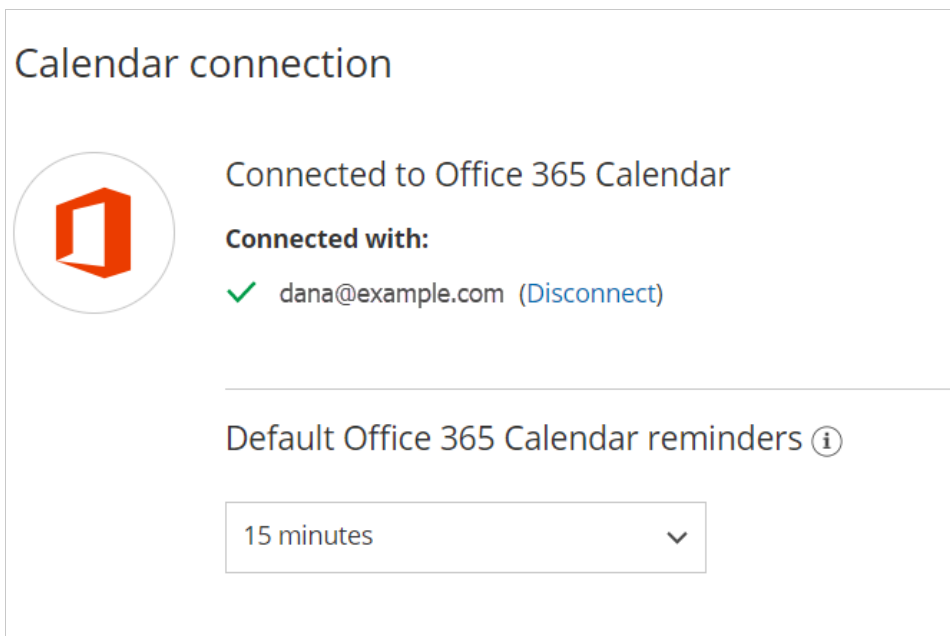 Calendar connection
Connected to Office 365 Calendar
Connected with:
dana@example.com (Disconnect)
Default Office 365 Calendar reminders
15 minutes